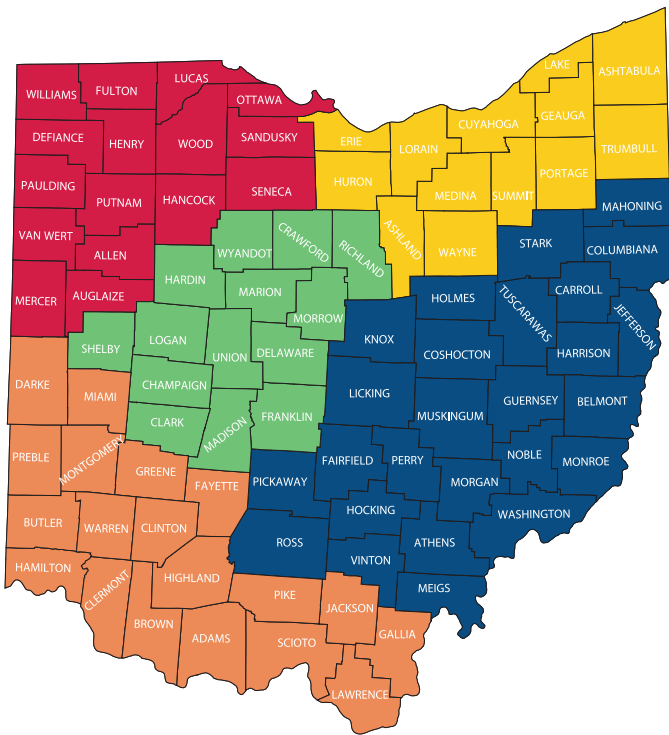 LAKE
ASHTABULA
LUCAS
FULTON
WILLIAMS
OTTAWA
GEAUGA
CUYAHOGA
DEFIANCE
HENRY
WOOD
SANDUSKY
ERIE
LORAIN
TRUMBULL
PORTAGE
PAULDING
HURON
SENECA
MEDINA
SUMMIT
PUTNAM
HANCOCK
MAHONING
VAN WERT
ALLEN
WYANDOT
CRAWFORD
RICHLAND
ASHLAND
WAYNE
STARK
COLUMBIANA
HARDIN
MARION
MERCER
AUGLAIZE
HOLMES
CARROLL
TUSCARAWAS
JEFFERSON
MORROW
LOGAN
KNOX
SHELBY
UNION
DELAWARE
COSHOCTON
HARRISON
DARKE
CHAMPAIGN
MIAMI
LICKING
GUERNSEY
BELMONT
CLARK
MADISON
FRANKLIN
MUSKINGUM
PREBLE
MONTGOMERY
GREENE
FAIRFIELD
PERRY
NOBLE
MONROE
FAYETTE
PICKAWAY
MORGAN
HOCKING
WASHINGTON
BUTLER
WARREN
CLINTON
ROSS
ATHENS
VINTON
HAMILTON
CLERMONT
HIGHLAND
MEIGS
PIKE
JACKSON
BROWN
ADAMS
SCIOTO
GALLIA
LAWRENCE